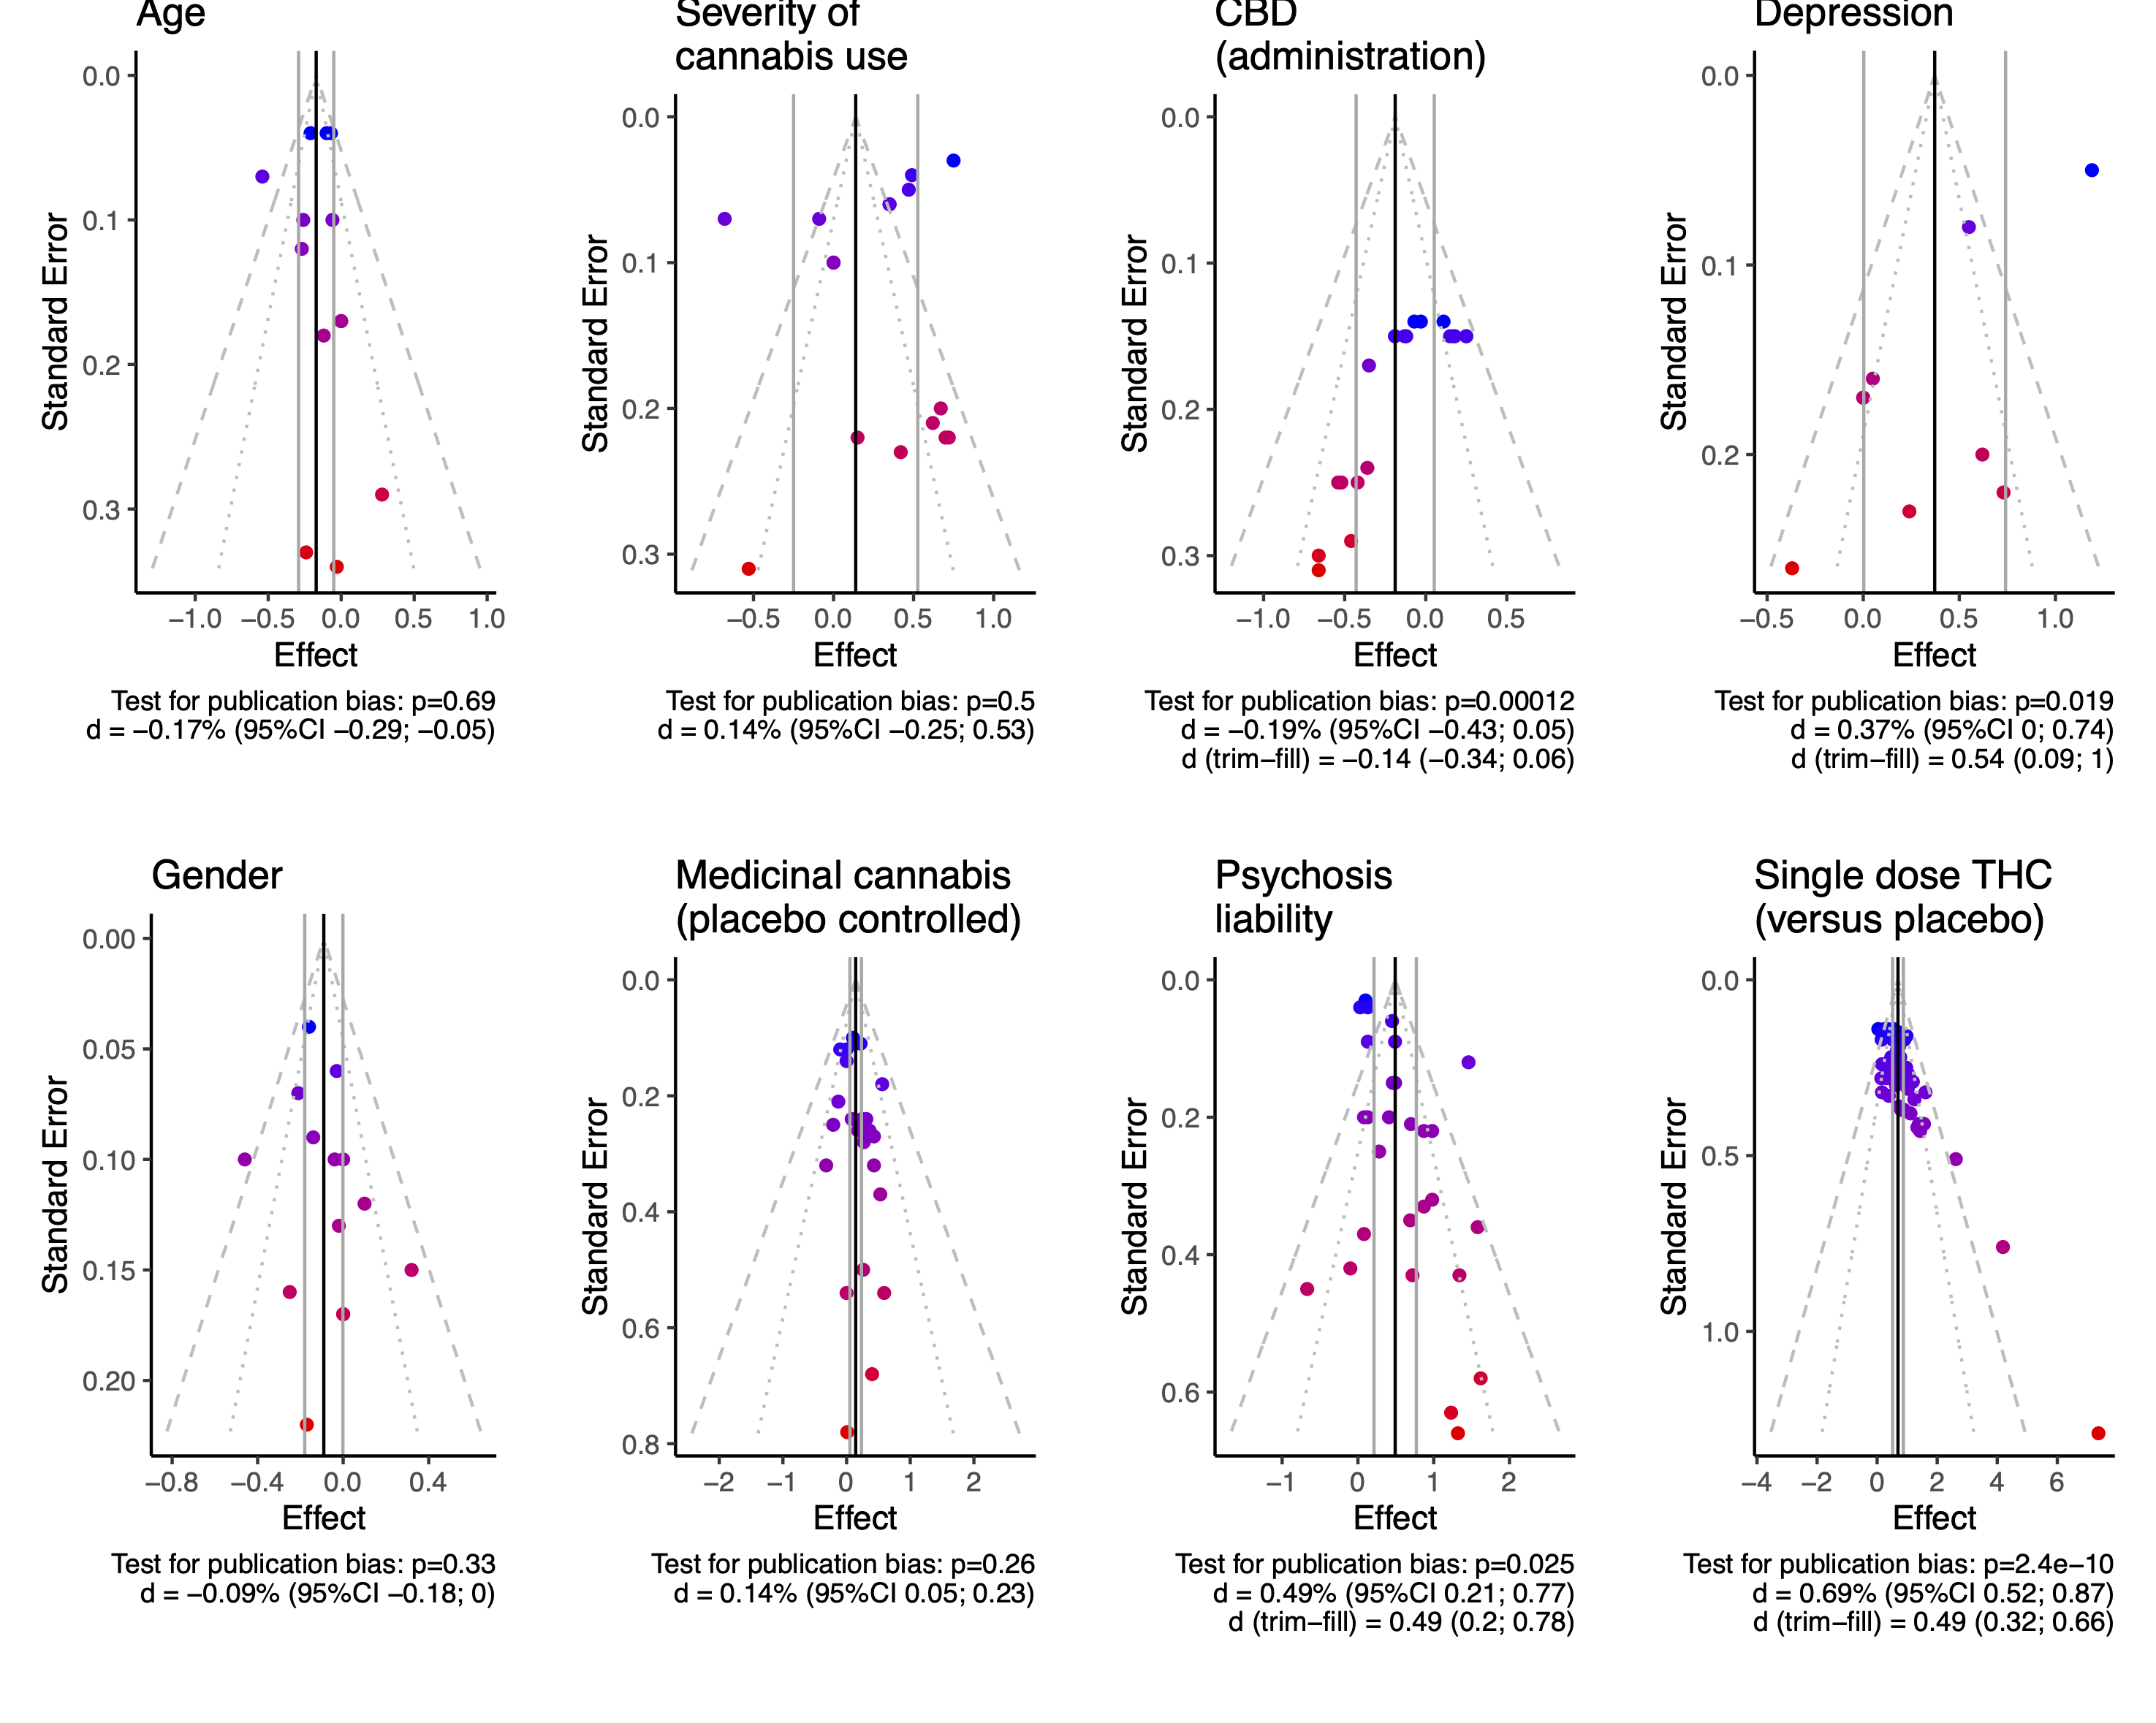 Age
0.0
0.1
0.2
0.3
Standard Error
−1.0 −0.5 0.0 0.5 1.0
Effect
Test for publication bias: p=0.69
d = −0.17% (95%CI −0.29; −0.05)
Severity of
cannabis use
0.0
0.1
0.2
0.3
Standard Error
−0.5 0.0 0.5 1.0
Effect
Test for publication bias: p=0.5
d = 0.14% (95%CI −0.25; 0.53)
CBD
(administration)
0.0
0.1
0.2
0.3
Standard Error
−1.0 −0.5 0.0 0.5
Effect
Test for publication bias: p=0.00012
d = −0.19% (95%CI −0.43; 0.05)
d (trim−fill) = −0.14 (−0.34; 0.06)
Depression
0.0
0.1
0.2
Standard Error
−0.5 0.0 0.5 1.0
Effect
Test for publication bias: p=0.019
d = 0.37% (95%CI 0; 0.74)
d (trim−fill) = 0.54 (0.09; 1)
Gender
0.00
0.05
0.10
0.15
0.20
Standard Error
−0.8 −0.4 0.0 0.4
Effect
Test for publication bias: p=0.33
d = −0.09% (95%CI −0.18; 0)
Medicinal cannabis
(placebo controlled)
0.0
0.2
0.4
0.6
0.8
Standard Error
−2 −1 0 1 2
Effect
Test for publication bias: p=0.26
d = 0.14% (95%CI 0.05; 0.23)
Psychosis
liability
0.0
0.2
0.4
0.6
Standard Error
−1 0 1 2
Effect
Test for publication bias: p=0.025
d = 0.49% (95%CI 0.21; 0.77)
d (trim−fill) = 0.49 (0.2; 0.78)
Single dose THC
(versus placebo)
0.0
0.5
1.0
Standard Error
−4 −2 0 2 4 6
Effect
Test for publication bias: p=2.4e−10
d = 0.69% (95%CI 0.52; 0.87)
d (trim−fill) = 0.49 (0.32; 0.66)